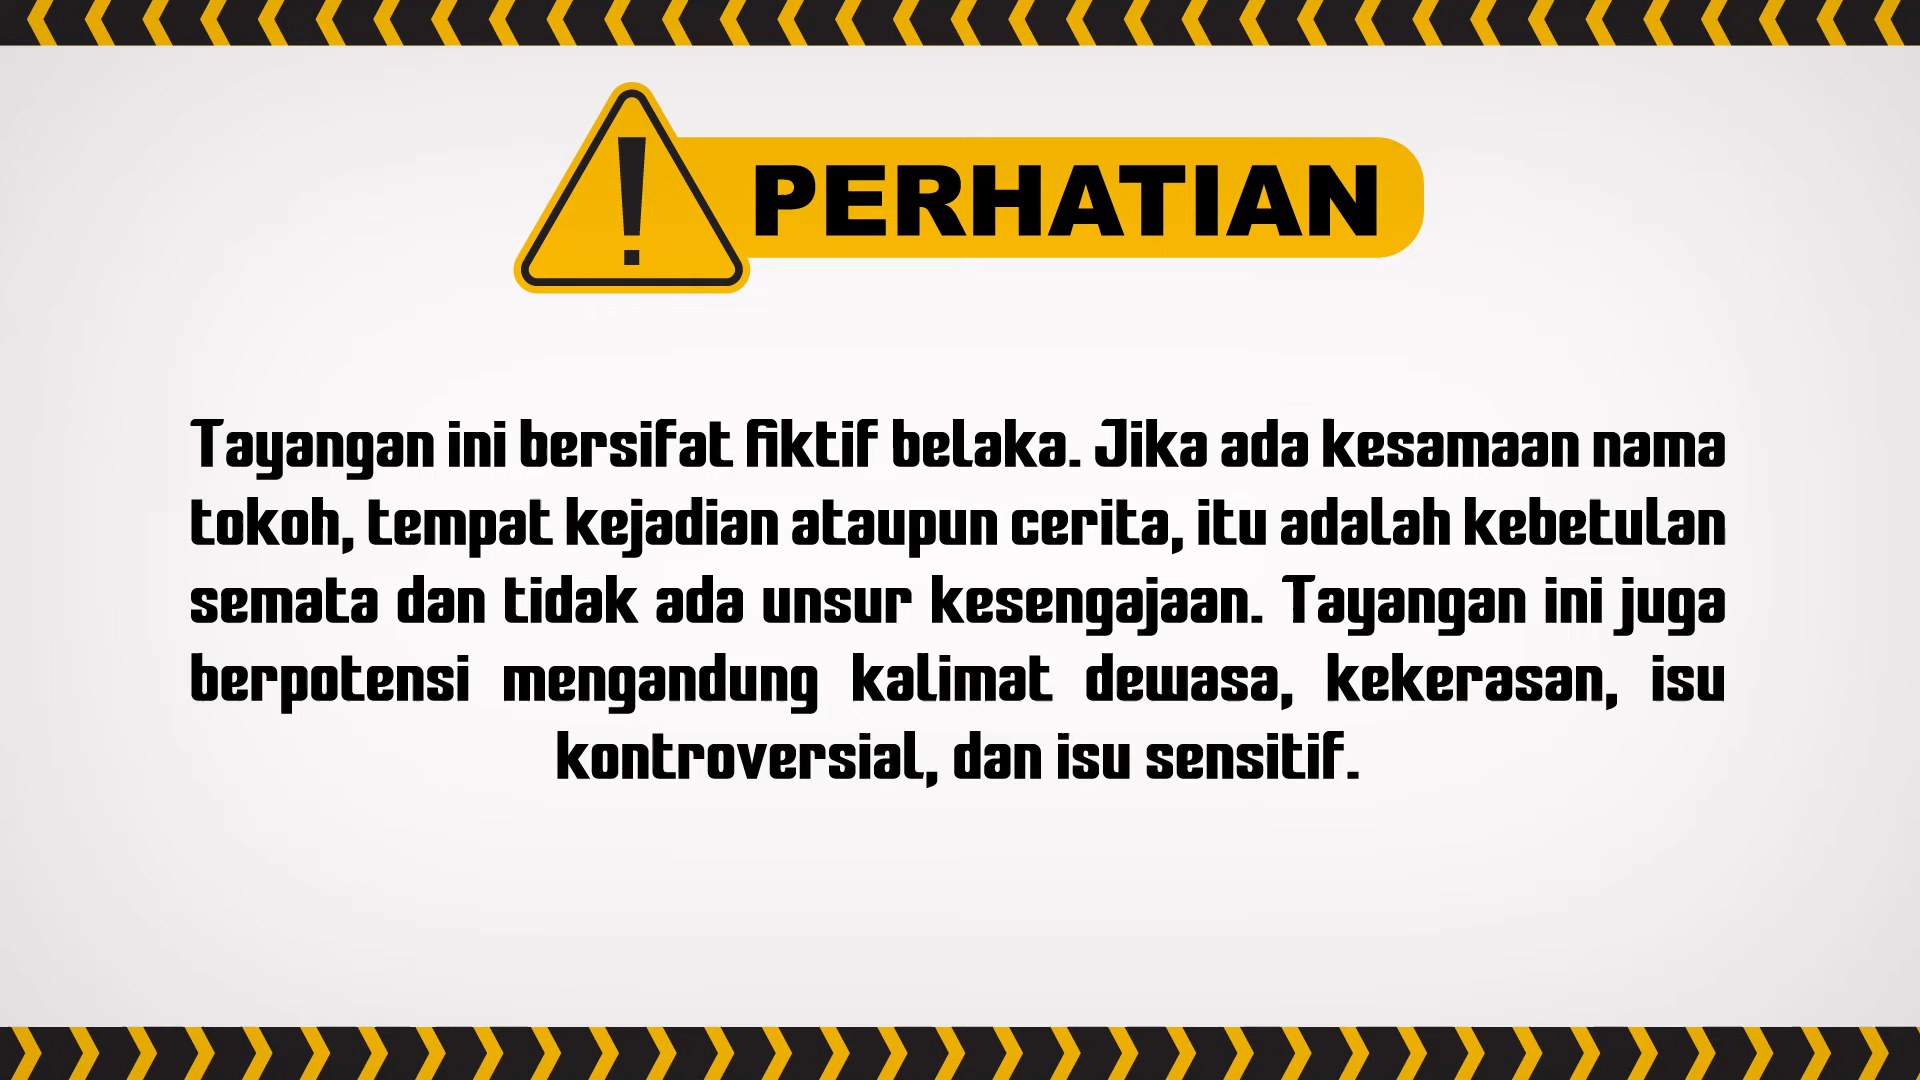 PERHATIAN
Tayangan ini bersifat fiktif belaka. Jika ada kesamaan nama
tokoh, tempat kejadian ataupun cerita, itu adalah kebetulan
semata dan tidak ada unsur kesengajaan. Tayangan ini juga
berpotensi mengandung kalimat dewasa, kekerasan, isu
kontroversial, dan isu sensitif.